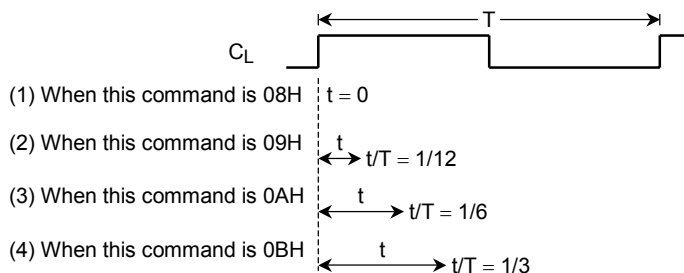 T
CL
(1) When this command is 08H t = 0
(2) When this command is 09H t
t/T = 1/12
(3) When this command is 0AH t
t/T = 1/6
(4) When this command is 0BH t
t/T = 1/3